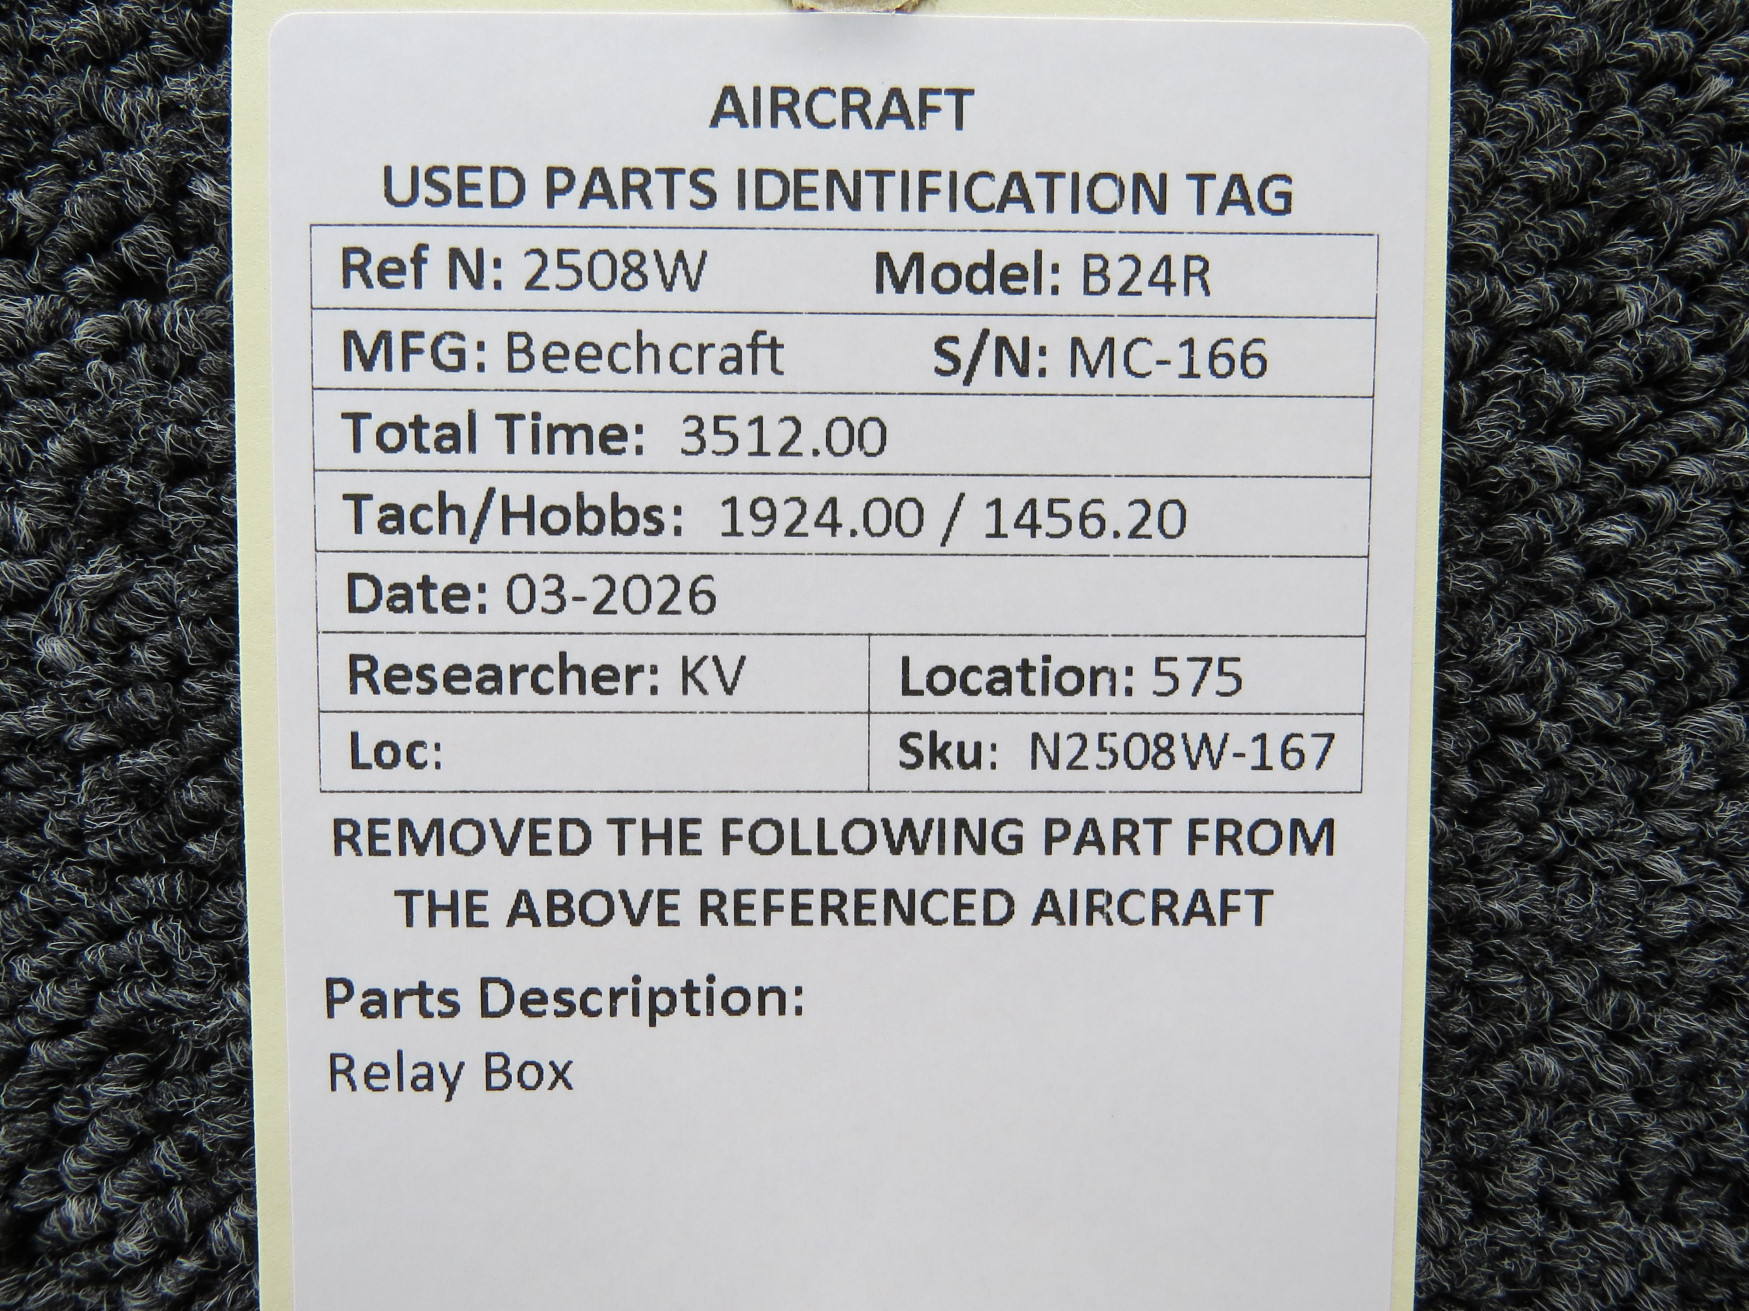 AIRCRAFT
USED PARTS IDENTIFICATION TAG
Ref N: 2508W Model: B24R
MFG: Beechcraft S/N: MC-166
Total Time: 3512.00
Tach/Hobbs: 1924.00 / 1456.20
Date: 03-2026
Researcher: KV Location: 575
Loc: Sku: N2508W-167
REMOVED THE FOLLOWING PART FROM
THE ABOVE REFERENCED AIRCRAFT
Parts Description:
Relay Box